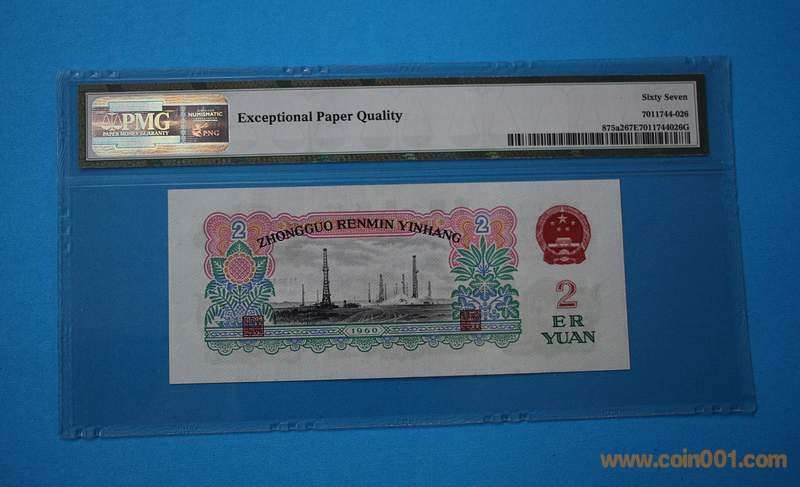 PMG
PAPER MONEY GUARANTY
NUMISMATIC
PNG
Exceptional Paper Quality
Sixty Seven
7011744-026
875a267E7011744026G
2
2
ZHONGGUO RENMIN YINHANG
1960
2
ER
YUAN
www.coin001.com